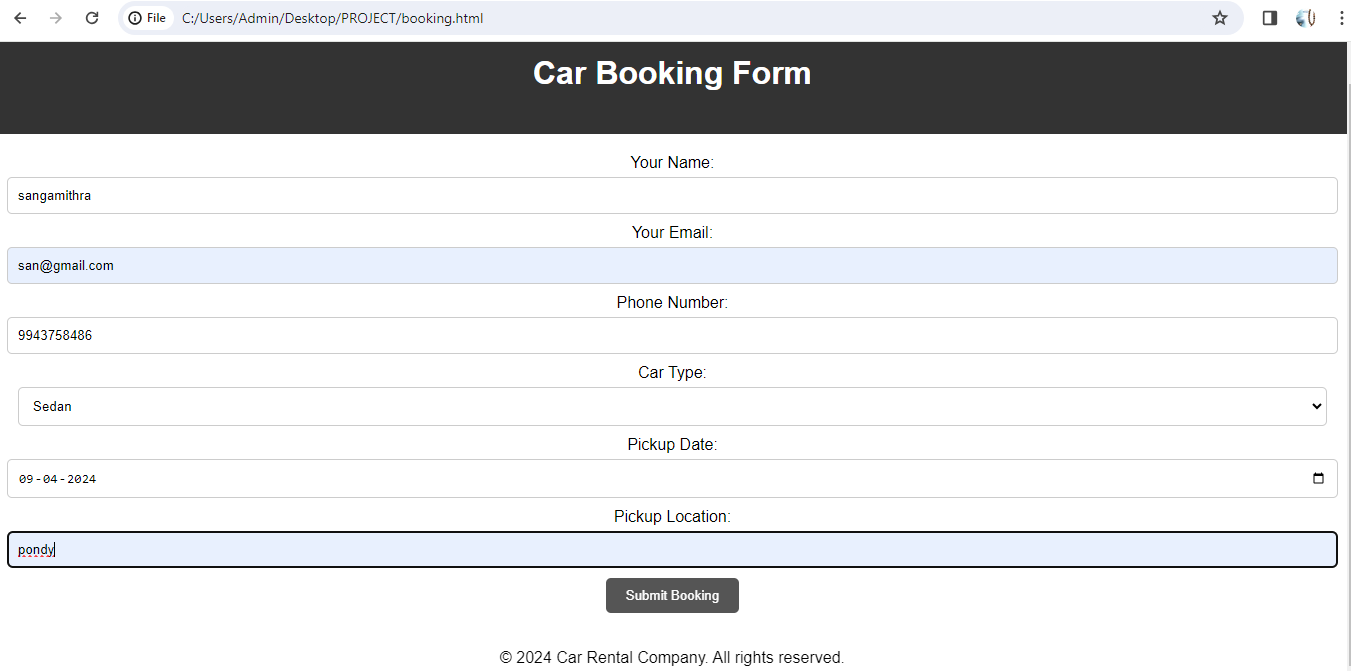 File C:/Users/Admin/Desktop/PROJECT/booking.html
Car Booking Form
Your Name:
sangamithra
Your Email:
san@gmail.com
Phone Number:
9943758486
Car Type:
Sedan
Pickup Date:
09-04-2024
Pickup Location:
pondy
Submit Booking
© 2024 Car Rental Company. All rights reserved.